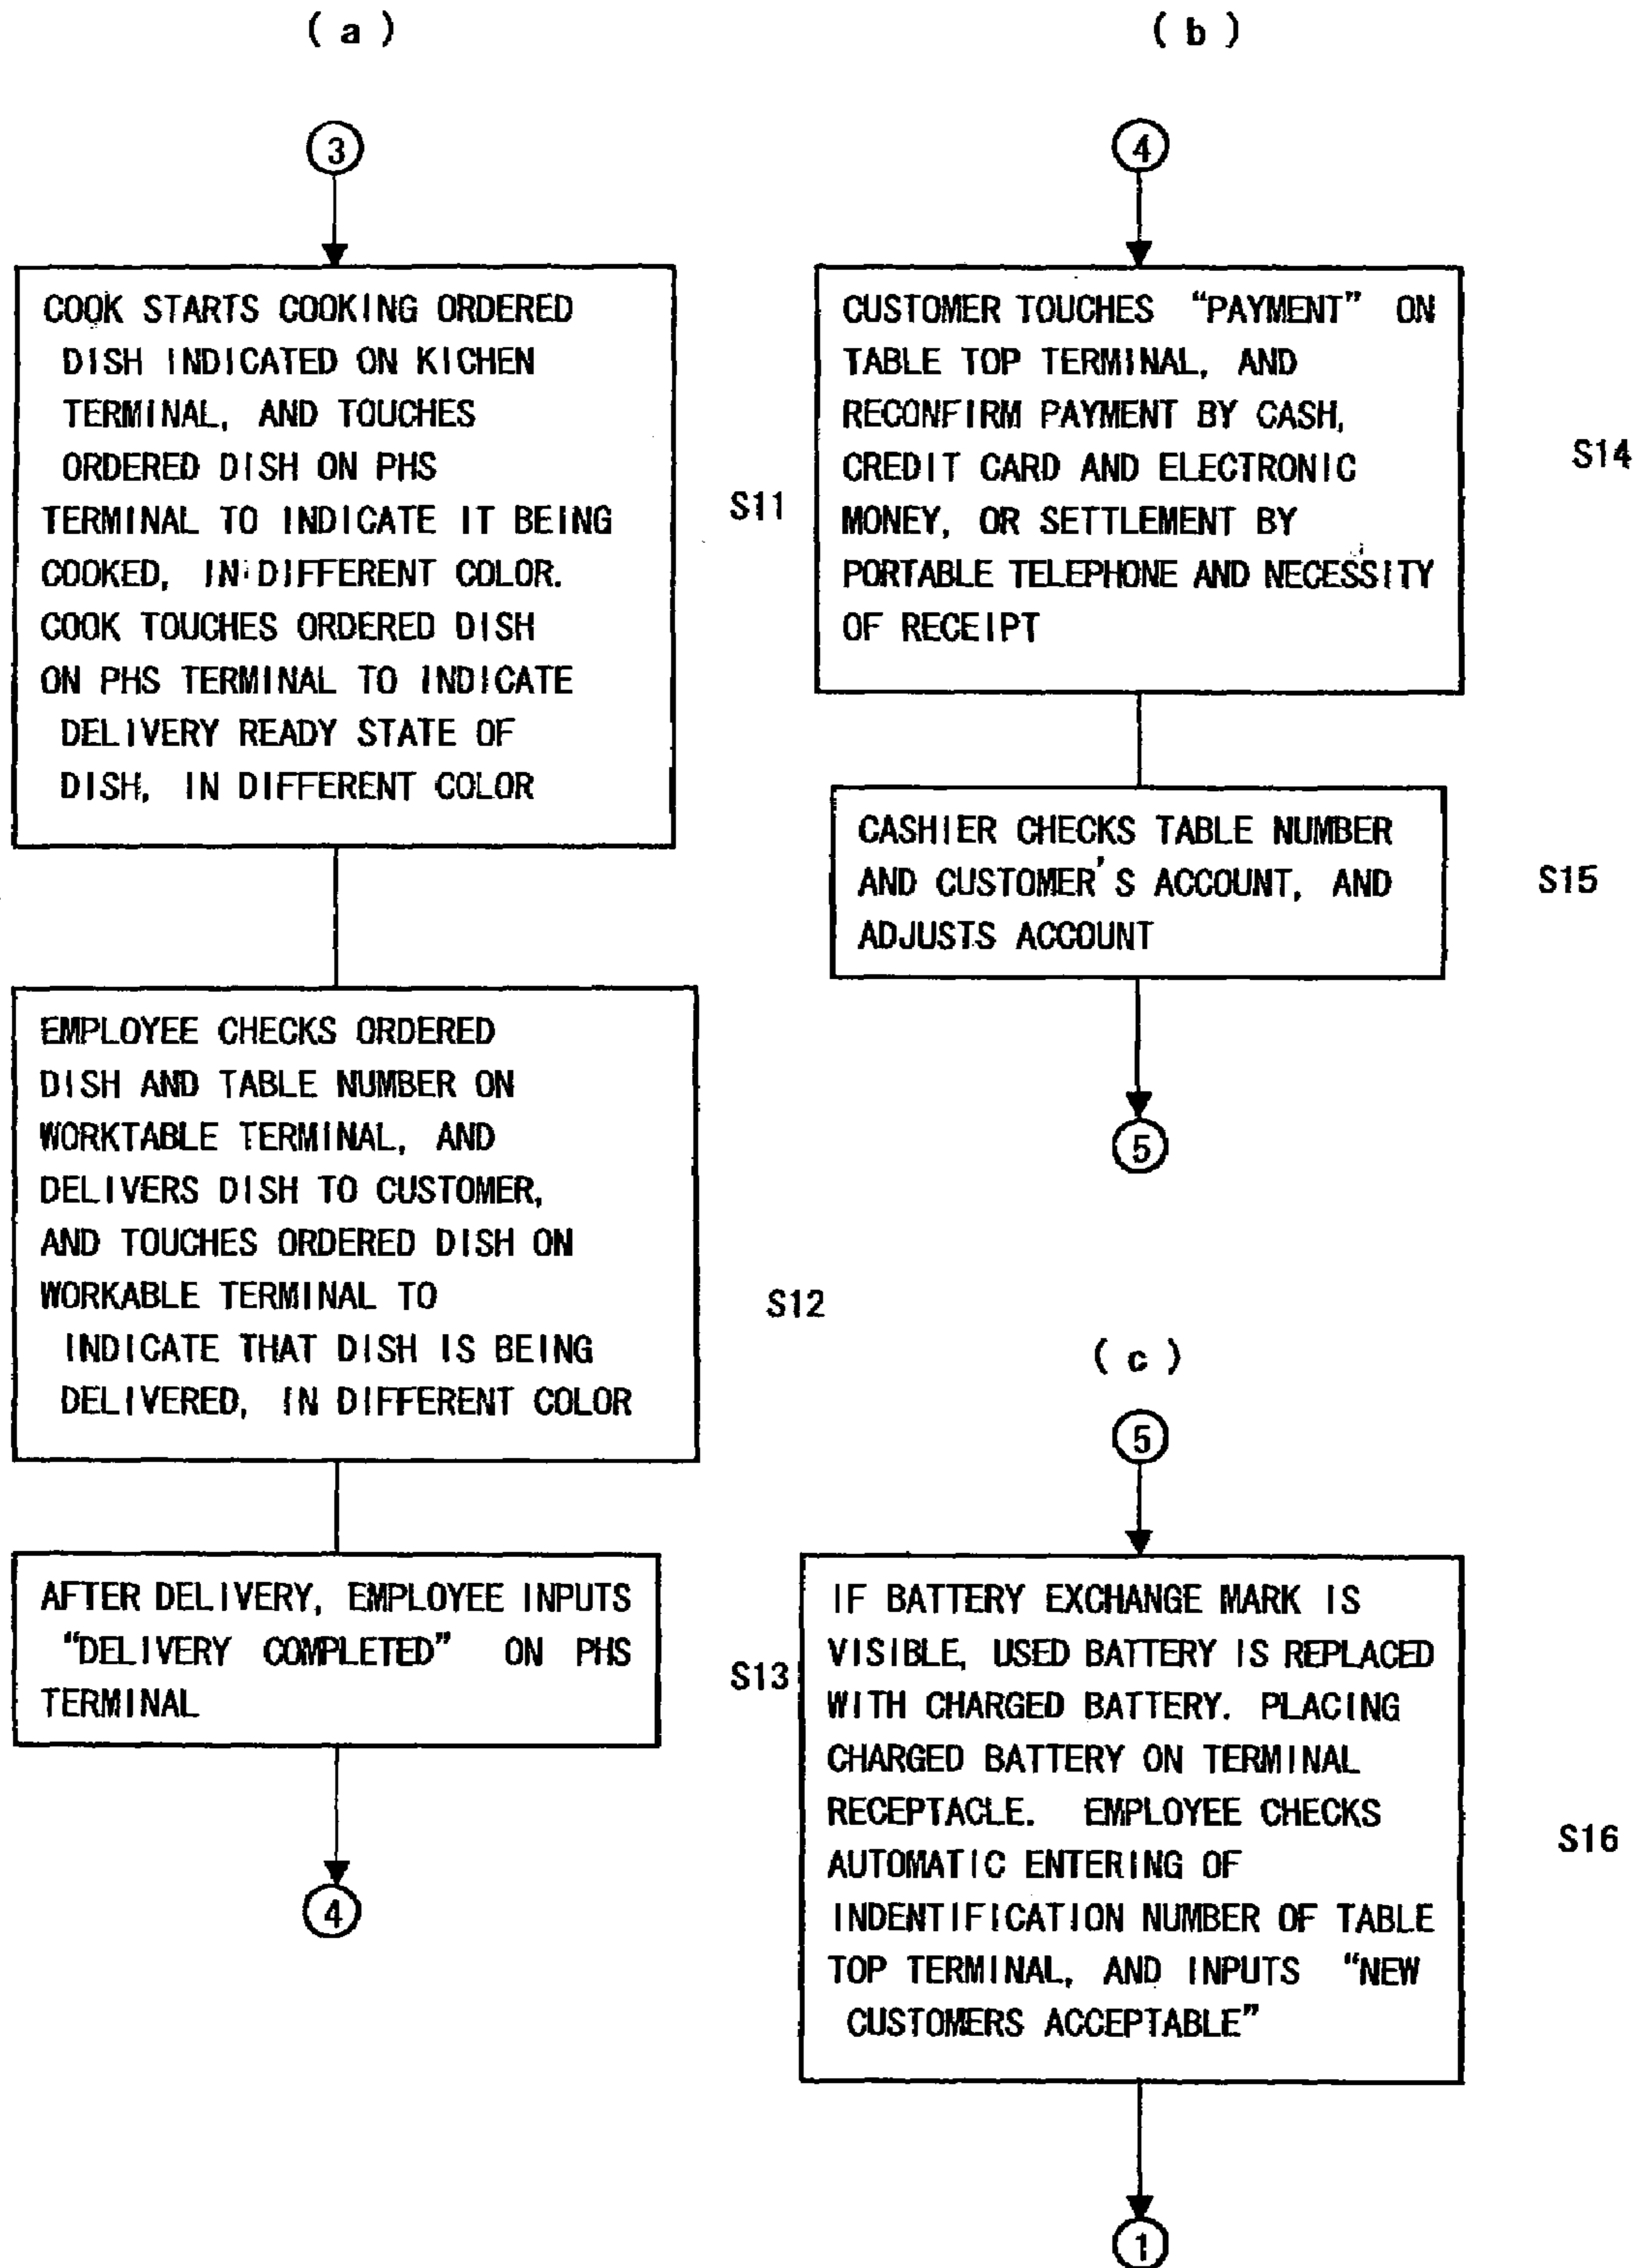 (a)
3
COOK STARTS COOKING ORDERED
DISH INDICATED ON KICHEN
TERMINAL, AND TOUCHES
ORDERED DISH ON PHS
TERMINAL TO INDICATE IT BEING
COOKED, IN DIFFERENT COLOR.
COOK TOUCHES ORDERED DISH
ON PHS TERMINAL TO INDICATE
DELIVERY READY STATE OF
DISH, IN DIFFERENT COLOR
S11
EMPLOYEE CHECKS ORDERED
DISH AND TABLE NUMBER ON
WORKTABLE TERMINAL, AND
DELIVERS DISH TO CUSTOMER,
AND TOUCHES ORDERED DISH ON
WORKABLE TERMINAL TO
INDICATE THAT DISH IS BEING
DELIVERED, IN DIFFERENT COLOR
S12
AFTER DELIVERY, EMPLOYEE INPUTS
“DELIVERY COMPLETED” ON PHS
TERMINAL
S13
4
(b)
4
CUSTOMER TOUCHES “PAYMENT” ON
TABLE TOP TERMINAL, AND
RECONFIRM PAYMENT BY CASH,
CREDIT CARD AND ELECTRONIC
MONEY, OR SETTLEMENT BY
PORTABLE TELEPHONE AND NECESSITY
OF RECEIPT
S14
CASHIER CHECKS TABLE NUMBER
AND CUSTOMER'S ACCOUNT, AND
ADJUSTS ACCOUNT
S15
5
(c)
5
IF BATTERY EXCHANGE MARK IS
VISIBLE, USED BATTERY IS REPLACED
WITH CHARGED BATTERY. PLACING
CHARGED BATTERY ON TERMINAL
RECEPTACLE. EMPLOYEE CHECKS
AUTOMATIC ENTERING OF
INDENTIFICATION NUMBER OF TABLE
TOP TERMINAL, AND INPUTS “NEW
CUSTOMERS ACCEPTABLE”
S16
1